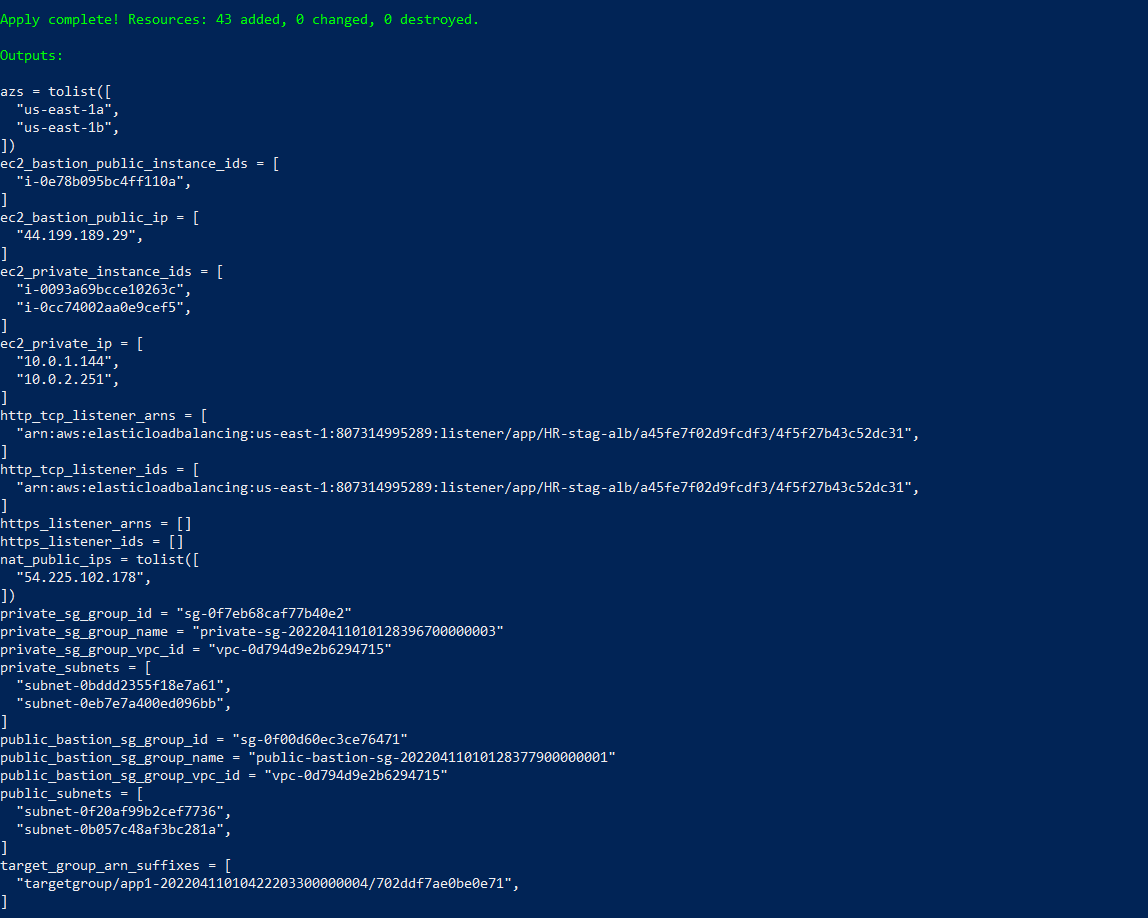 Apply complete! Resources: 43 added, 0 changed, 0 destroyed.
Outputs:
azs = tolist([
  "us-east-1a",
  "us-east-1b",
])
ec2_bastion_public_instance_ids = [
  "i-0e78b095bc4ff110a",
]
ec2_bastion_public_ip = [
  "44.199.189.29",
]
ec2_private_instance_ids = [
  "i-0093a69bcce10263c",
  "i-0cc74002aa0e9cef5",
]
ec2_private_ip = [
  "10.0.1.144",
  "10.0.2.251",
]
http_tcp_listener_arns = [
  "arn:aws:elasticloadbalancing:us-east-1:807314995289:listener/app/HR-stag-alb/a45fe7f02d9fcdf3/4f5f27b43c52dc31",
]
http_tcp_listener_ids = [
  "arn:aws:elasticloadbalancing:us-east-1:807314995289:listener/app/HR-stag-alb/a45fe7f02d9fcdf3/4f5f27b43c52dc31",
]
https_listener_arns = []
https_listener_ids = []
nat_public_ips = tolist([
  "54.225.102.178",
])
private_sg_group_id = "sg-0f7eb68caf77b40e2"
private_sg_group_name = "private-sg-20220411010128396700000003"
private_sg_group_vpc_id = "vpc-0d794d9e2b6294715"
private_subnets = [
  "subnet-0bddd2355f18e7a61",
  "subnet-0eb7e7a400ed096bb",
]
public_bastion_sg_group_id = "sg-0f00d60ec3ce76471"
public_bastion_sg_group_name = "public-bastion-sg-20220411010128377900000001"
public_bastion_sg_group_vpc_id = "vpc-0d794d9e2b6294715"
public_subnets = [
  "subnet-0f20af99b2cef7736",
  "subnet-0b057c48af3bc281a",
]
target_group_arn_suffixes = [
  "targetgroup/app1-20220411010422203300000004/702ddf7ae0be0e71",
]